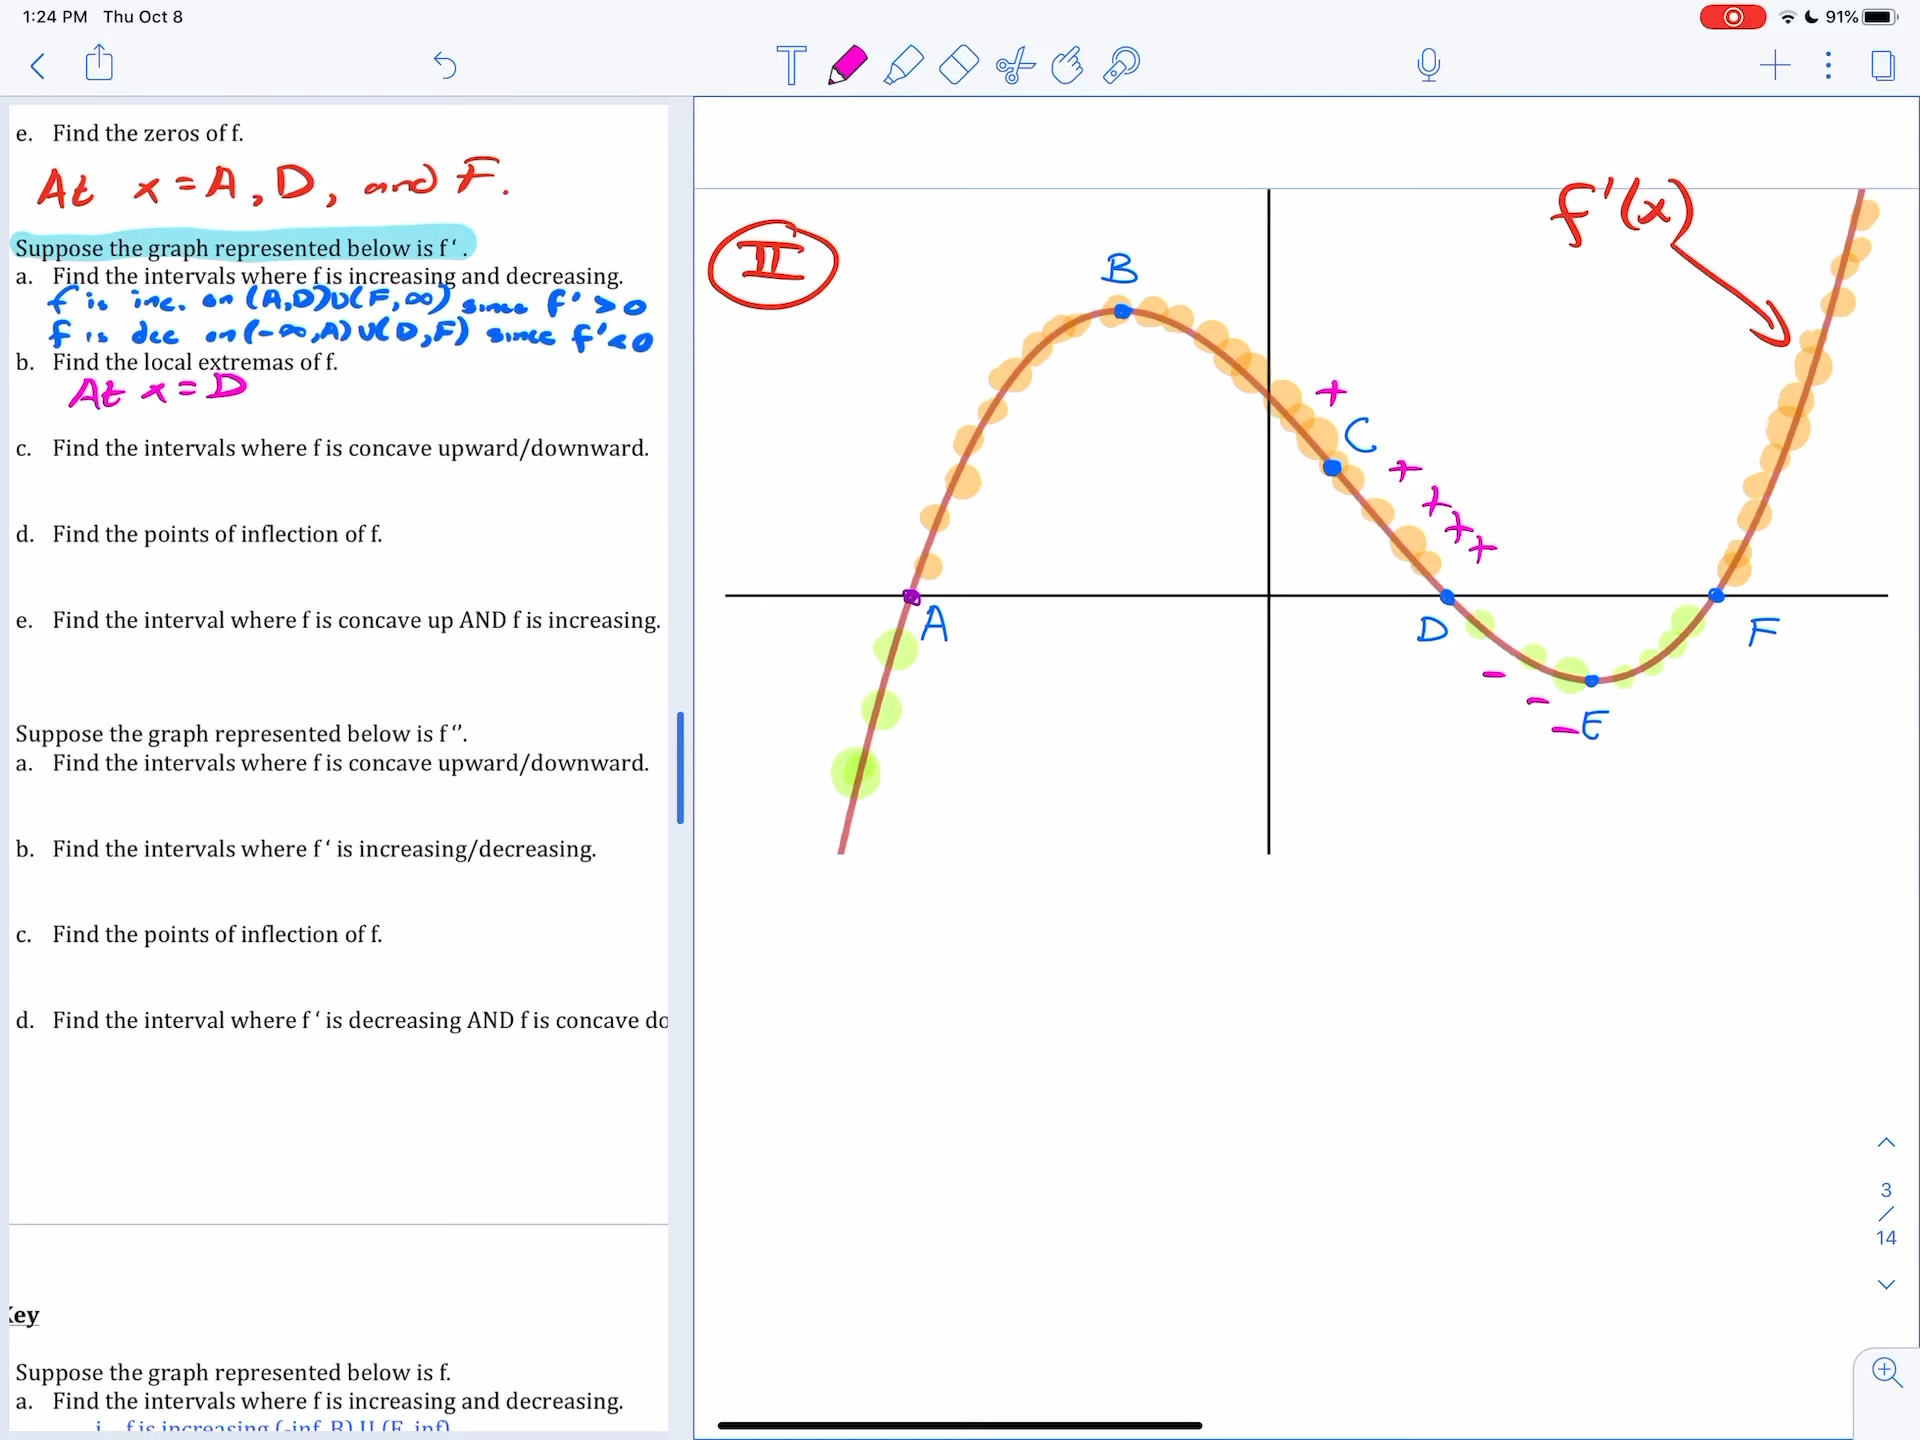 1:24 PM Thu Oct 8
91%
e. Find the zeros of f.
At x = A, D, and F.
Suppose the graph represented below is f ‘ .
a. Find the intervals where f is increasing and decreasing.
f is inc. on (A,D)U(F,∞) since f' > 0
f is dec on (-∞,A) U(D,F) since f' < 0
b. Find the local extremas of f.
At x = D
c. Find the intervals where f is concave upward/downward.
d. Find the points of inflection of f.
e. Find the interval where f is concave up AND f is increasing.
Suppose the graph represented below is f ‘’.
a. Find the intervals where f is concave upward/downward.
b. Find the intervals where f ‘ is increasing/decreasing.
c. Find the points of inflection of f.
d. Find the interval where f ‘ is decreasing AND f is concave do
Key
Suppose the graph represented below is f.
a. Find the intervals where f is increasing and decreasing.
i. f is increasing (-inf, B) U (E, inf)
T
II
f'(x)
B
+
C
+
+
+
+
A
D
F
- - -
E
3
/
14